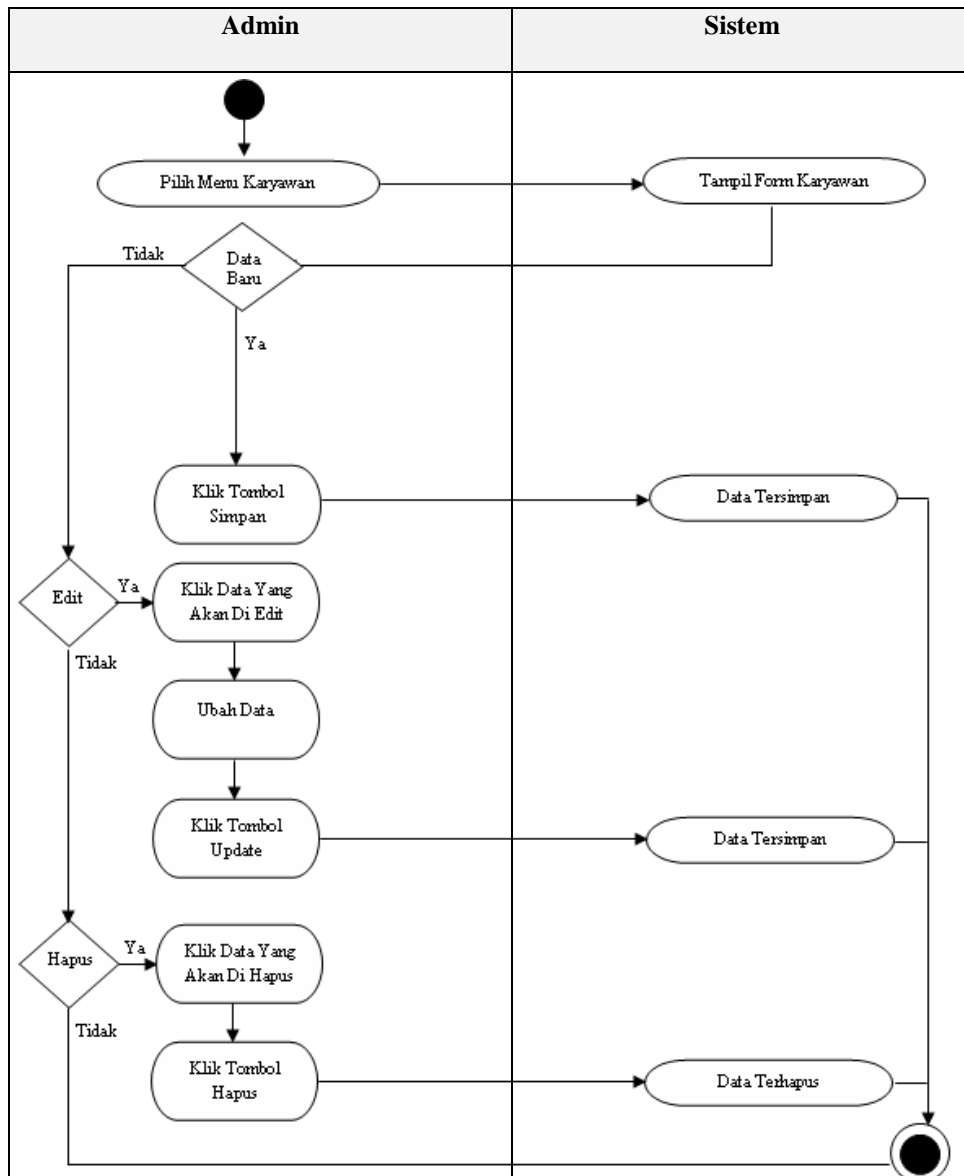 Admin
Sistem
Pilih Menu Karyawan
Tampil Form Karyawan
Tidak
Data
Baru
Ya
Klik Tombol
Simpan
Data Tersimpan
Edit
Ya
Klik Data Yang
Akan Di Edit
Tidak
Ubah Data
Klik Tombol
Update
Data Tersimpan
Hapus
Ya
Klik Data Yang
Akan Di Hapus
Tidak
Klik Tombol
Hapus
Data Terhapus